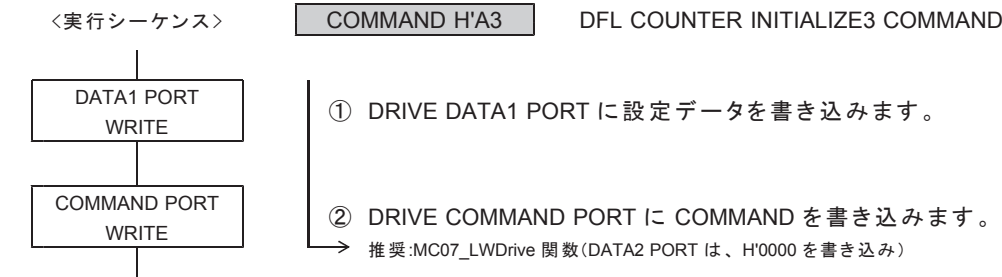 <実行シーケンス>
COMMAND H'A3 DFL COUNTER INITIALIZE3 COMMAND
DATA1 PORT
WRITE
① DRIVE DATA1 PORT に設定データを書き込みます。
COMMAND PORT
WRITE
② DRIVE COMMAND PORT に COMMAND を書き込みます。
推奨:MC07_LWDrive 関数(DATA2 PORT は、H'0000 を書き込み)